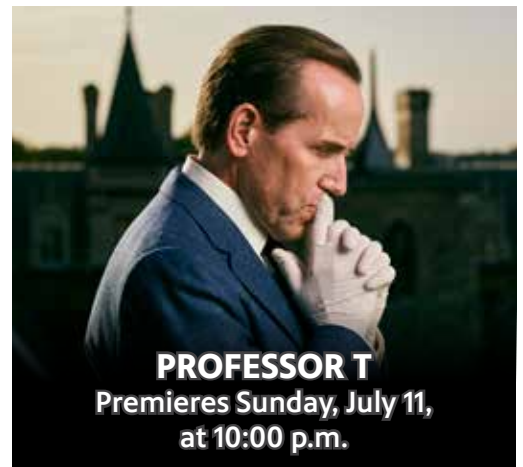 PROFESSOR T
Premieres Sunday, July 11,
at 10:00 p.m.